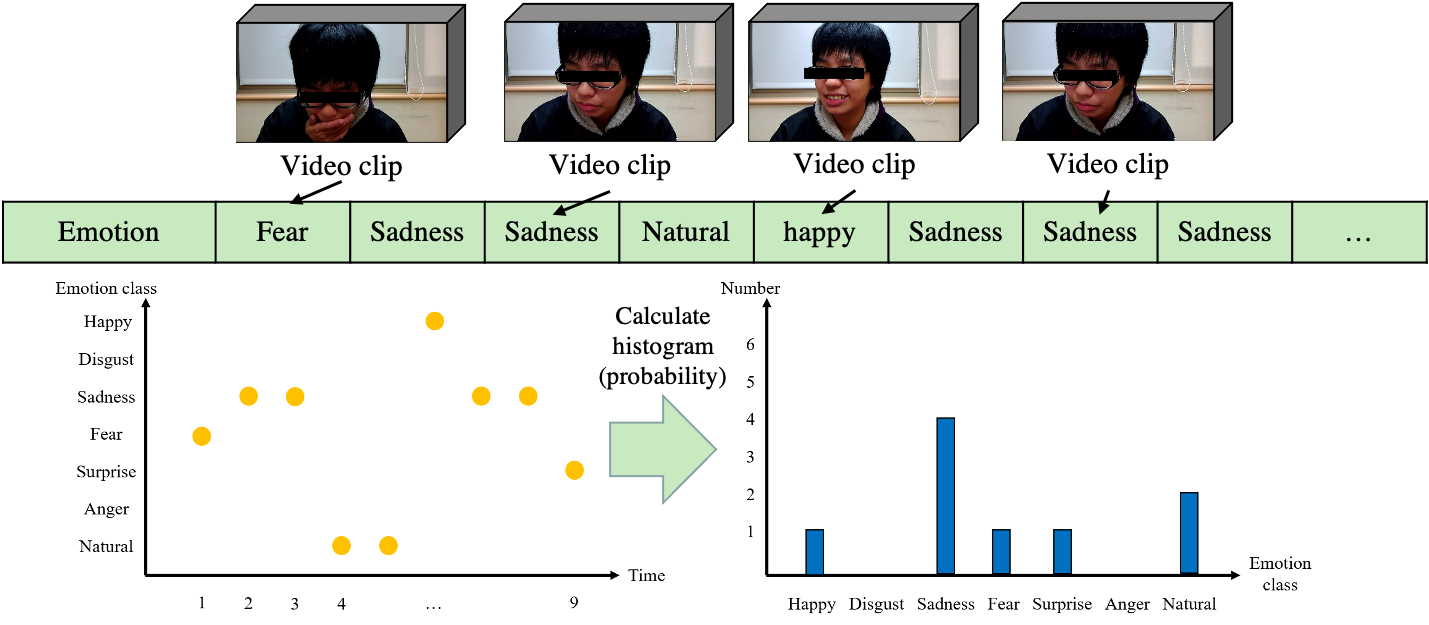 Video clip
Video clip
Video clip
Video clip
Emotion Fear Sadness Sadness Natural happy Sadness Sadness Sadness …
Emotion class
Happy
Disgust
Sadness
Fear
Surprise
Anger
Natural
Time
1 2 3 4 … 9
Calculate
histogram
(probability)
Number
6
5
4
3
2
1
Emotion
class
Happy Disgust Sadness Fear Surprise Anger Natural